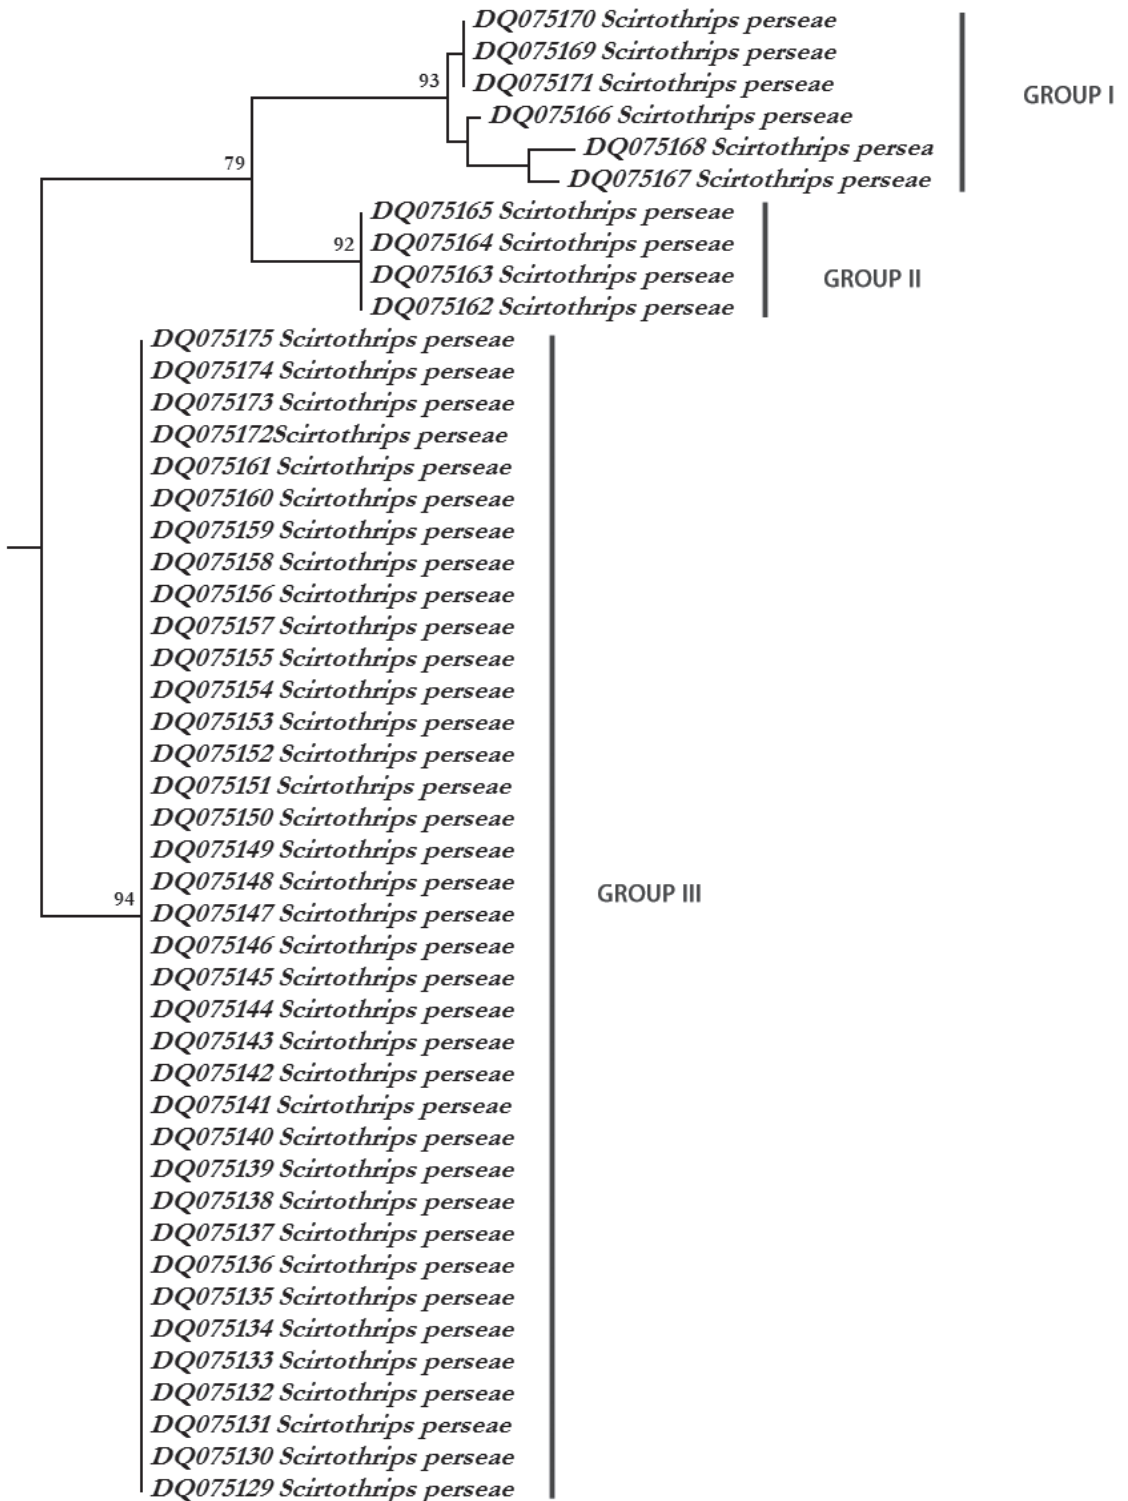 DQ075170 Scirtothrips perseae
DQ075169 Scirtothrips perseae
93
DQ075171 Scirtothrips perseae
GROUP I
DQ075166 Scirtothrips perseae
DQ075168 Scirtothrips persea
79
DQ075167 Scirtothrips perseae
DQ075165 Scirtothrips perseae
92
DQ075164 Scirtothrips perseae
DQ075163 Scirtothrips perseae
GROUP II
DQ075162 Scirtothrips perseae
DQ075175 Scirtothrips perseae
DQ075174 Scirtothrips perseae
DQ075173 Scirtothrips perseae
DQ075172Scirtothrips perseae
DQ075161 Scirtothrips perseae
DQ075160 Scirtothrips perseae
DQ075159 Scirtothrips perseae
DQ075158 Scirtothrips perseae
DQ075156 Scirtothrips perseae
DQ075157 Scirtothrips perseae
DQ075155 Scirtothrips perseae
DQ075154 Scirtothrips perseae
DQ075153 Scirtothrips perseae
DQ075152 Scirtothrips perseae
DQ075151 Scirtothrips perseae
DQ075150 Scirtothrips perseae
DQ075149 Scirtothrips perseae
DQ075148 Scirtothrips perseae
GROUP III
94
DQ075147 Scirtothrips perseae
DQ075146 Scirtothrips perseae
DQ075145 Scirtothrips perseae
DQ075144 Scirtothrips perseae
DQ075143 Scirtothrips perseae
DQ075142 Scirtothrips perseae
DQ075141 Scirtothrips perseae
DQ075140 Scirtothrips perseae
DQ075139 Scirtothrips perseae
DQ075138 Scirtothrips perseae
DQ075137 Scirtothrips perseae
DQ075136 Scirtothrips perseae
DQ075135 Scirtothrips perseae
DQ075134 Scirtothrips perseae
DQ075133 Scirtothrips perseae
DQ075132 Scirtothrips perseae
DQ075131 Scirtothrips perseae
DQ075130 Scirtothrips perseae
DQ075129 Scirtothrips perseae